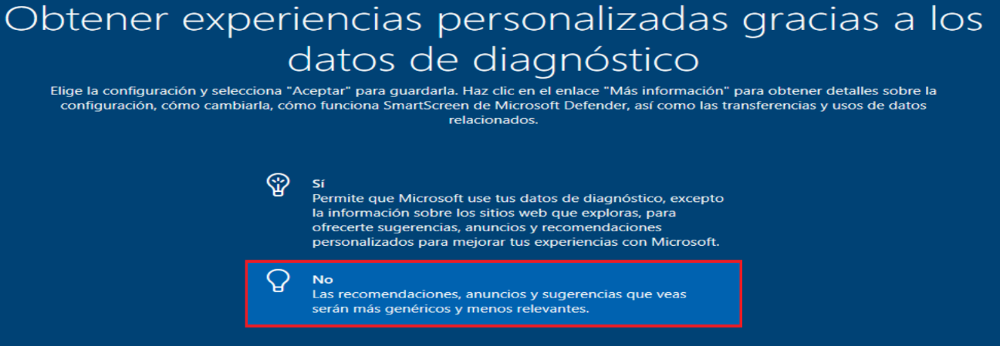 Obtener experiencias personalizadas gracias a los
datos de diagnóstico
Elige la configuración y selecciona "Aceptar" para guardarla. Haz clic en el enlace "Más información" para obtener detalles sobre la
configuración, cómo cambiarla, cómo funciona SmartScreen de Microsoft Defender, así como las transferencias y usos de datos
relacionados.
Sí
Permite que Microsoft use tus datos de diagnóstico, excepto
la información sobre los sitios web que exploras, para
ofrecerte sugerencias, anuncios y recomendaciones
personalizados para mejorar tus experiencias con Microsoft.
No
Las recomendaciones, anuncios y sugerencias que veas
serán más genéricos y menos relevantes.